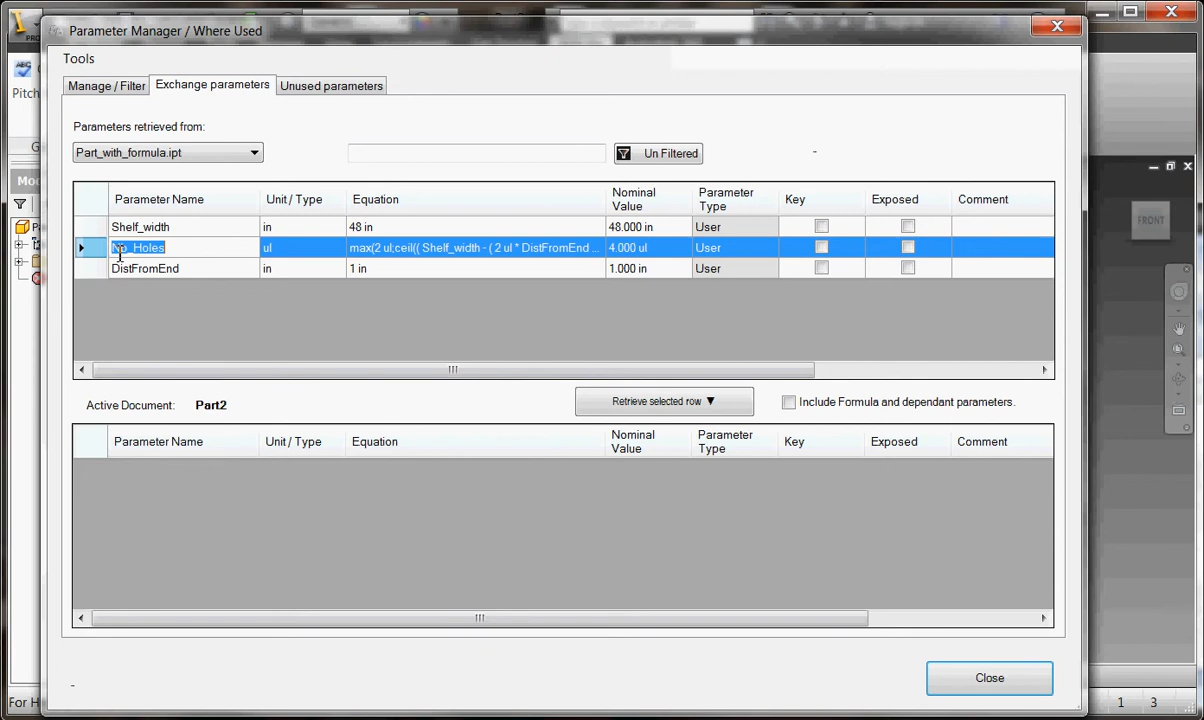 Parameter Manager / Where Used
Tools
Manage / Filter
Exchange parameters
Unused parameters
Parameters retrieved from:
Part_with_formula.ipt
Un Filtered
-
Parameter Name Unit / Type Equation Nominal Value Parameter Type Key Exposed Comment
Shelf_width in 48 in 48.000 in User
No_Holes ul max(2 ul;ceil(( Shelf_width - ( 2 ul * DistFromEnd ... 4.000 ul User
DistFromEnd in 1 in 1.000 in User
Active Document: Part2
Retrieve selected row ▼
Include Formula and dependant parameters.
Parameter Name Unit / Type Equation Nominal Value Parameter Type Key Exposed Comment
Close
-
ABC
Pitch
FRONT
For H
1 3